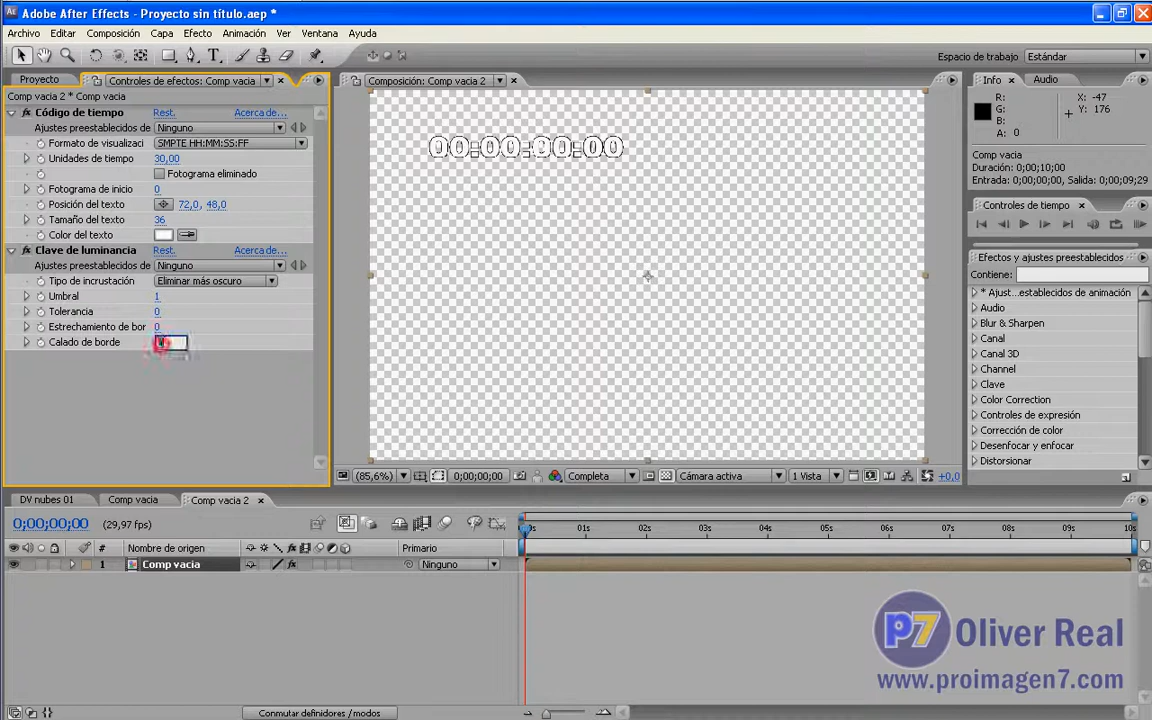 Adobe After Effects - Proyecto sin título.aep *
Archivo Editar Composición Capa Efecto Animación Ver Ventana Ayuda
Espacio de trabajo Estándar
Proyecto Controles de efectos: Comp vacia
Composición: Comp vacia 2
Info Audio
Comp vacia 2 * Comp vacia
Código de tiempo Rest. Acerca de...
Ajustes preestablecidos de Ninguno
Formato de visualizaci SMPTE HH:MM:SS:FF
Unidades de tiempo 30,00
Fotograma eliminado
Fotograma de inicio 0
Posición del texto 72,0, 48,0
Tamaño del texto 36
Color del texto
Clave de luminancia Rest. Acerca de...
Ajustes preestablecidos de Ninguno
Tipo de incrustación Eliminar más oscuro
Umbral 1
Tolerancia 0
Estrechamiento de bor 0
Calado de borde
00:00:00:00
(85,6%) 0;00;00;00 Completa Cámara activa 1 Vista +0,0
R:
G:
B:
A: 0
X: -47
Y: 176
Comp vacia
Duración: 0;00;10;00
Entrada: 0;00;00;00, Salida: 0;00;09;29
Controles de tiempo
Efectos y ajustes preestablecidos
Contiene:
* Ajust...establecidos de animación
Audio
Blur & Sharpen
Canal
Canal 3D
Channel
Clave
Color Correction
Controles de expresión
Corrección de color
Desenfocar y enfocar
Distorsionar
DV nubes 01 Comp vacia Comp vacia 2
0;00;00;00 (29,97 fps)
0s 01s 02s 03s 04s 05s 06s 07s 08s 09s 10s
# Nombre de origen Primario
1 Comp vacia Ninguno
P7 Oliver Real
www.proimagen7.com
Conmutar definidores / modos